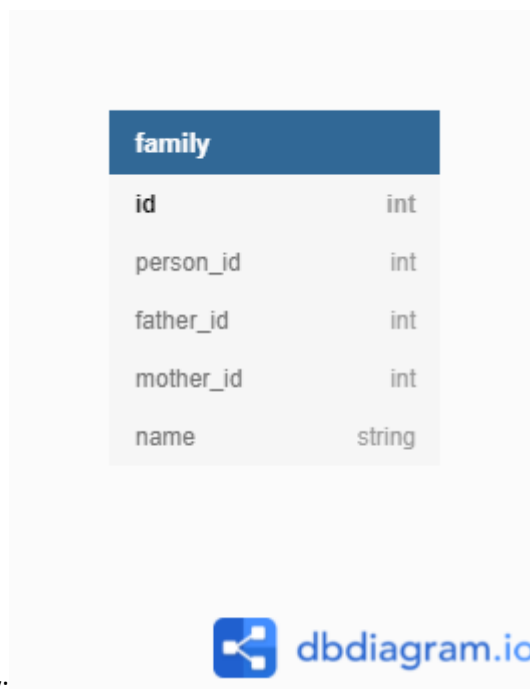 family
id int
person_id int
father_id int
mother_id int
name string
dbdiagram.io